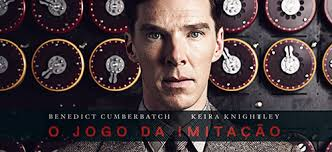 BENEDICT CUMBERBATCH KEIRA KNIGHTLEY
O JOGO DA IMITAÇÃO